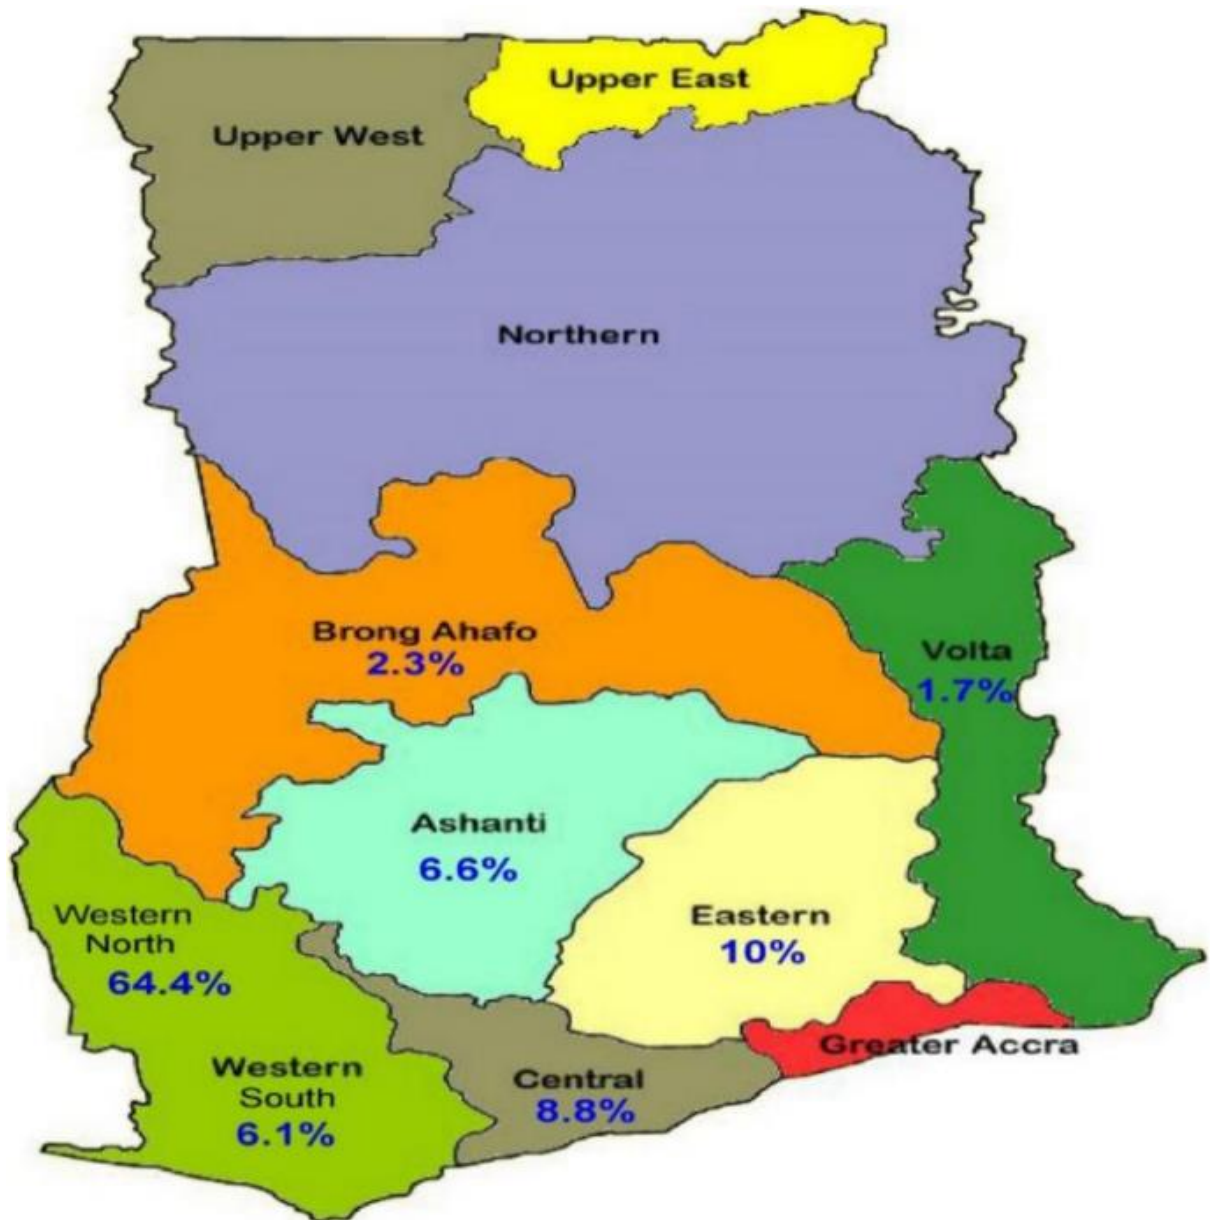 Upper East
Upper West
Northern
Brong Ahafo
2.3%
Volta
1.7%
Ashanti
6.6%
Western
North
64.4%
Eastern
10%
Greater Accra
Western
South
6.1%
Central
8.8%